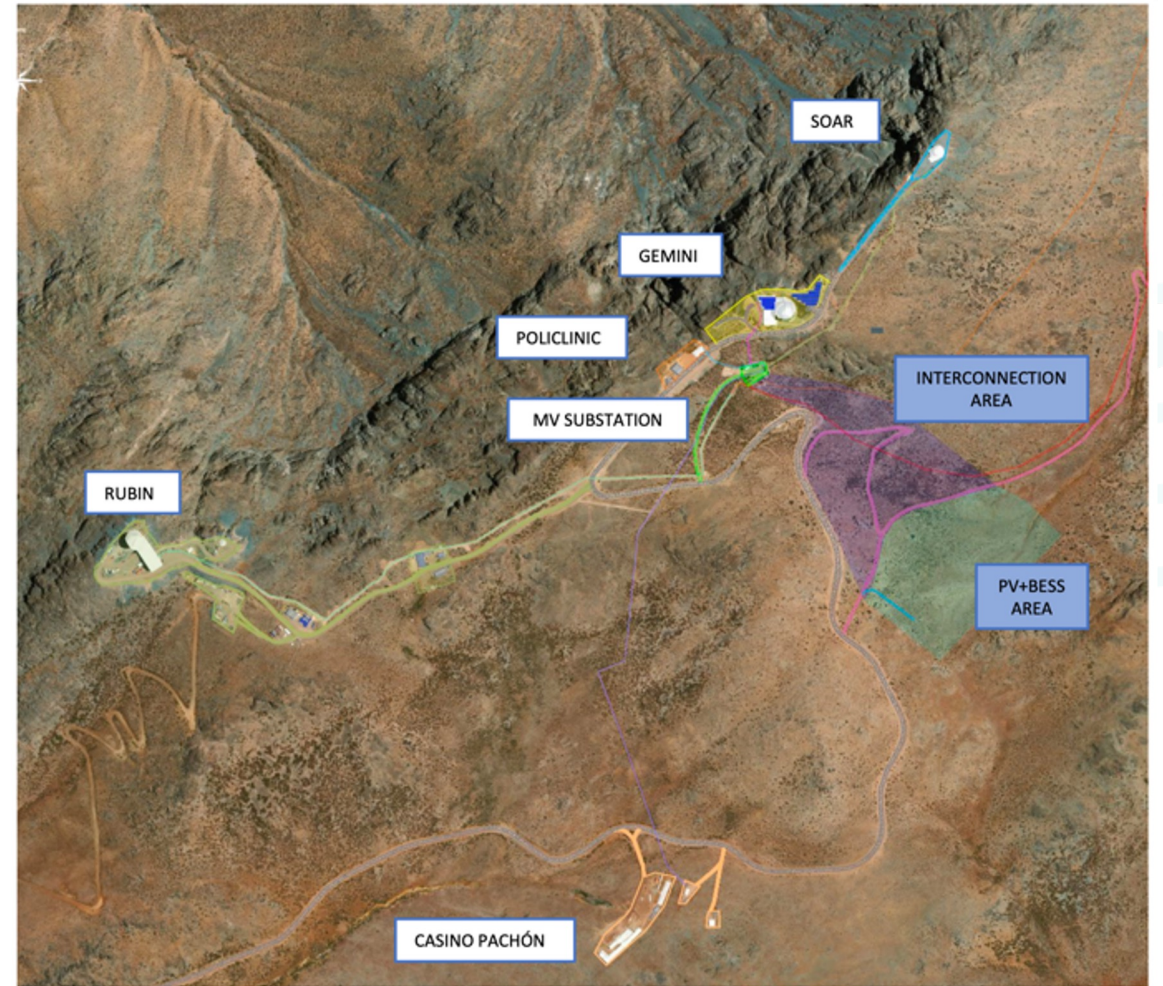 SOAR
GEMINI
POLICLINIC
INTERCONNECTION
AREA
MV SUBSTATION
RUBIN
PV+BESS
AREA
CASINO PACHÓN